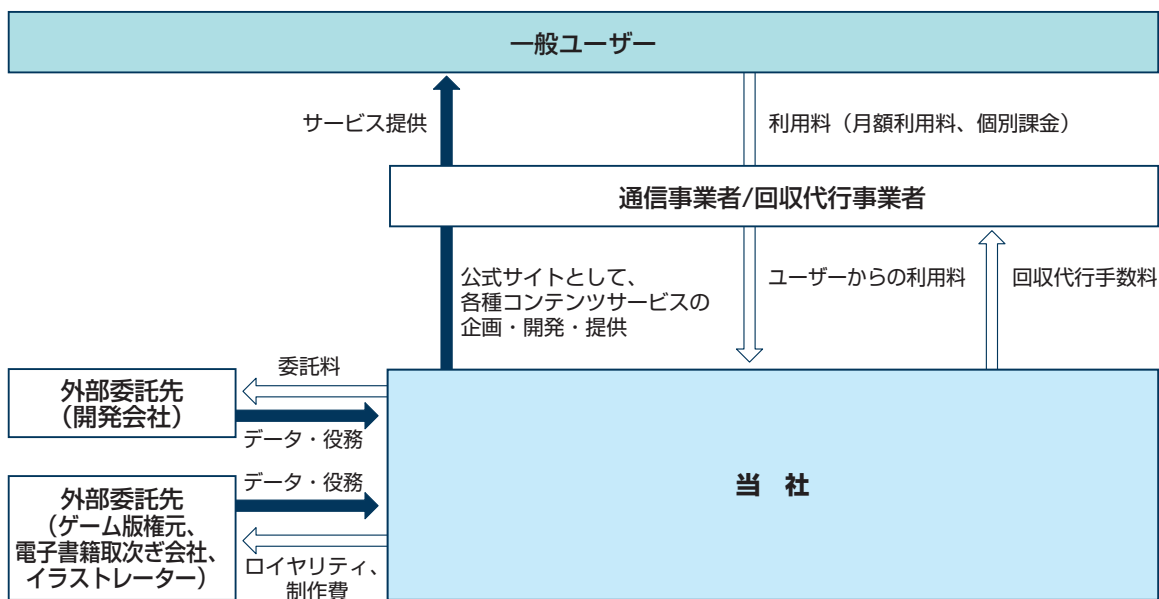 一般ユーザー
サービス提供
利用料（月額利用料、個別課金）
通信事業者/回収代行事業者
公式サイトとして、
各種コンテンツサービスの
企画・開発・提供
ユーザーからの利用料
回収代行手数料
委託料
外部委託先
（開発会社）
データ・役務
データ・役務
外部委託先
（ゲーム版権元、
電子書籍取次ぎ会社、
イラストレーター）
ロイヤリティ、
制作費
当 社